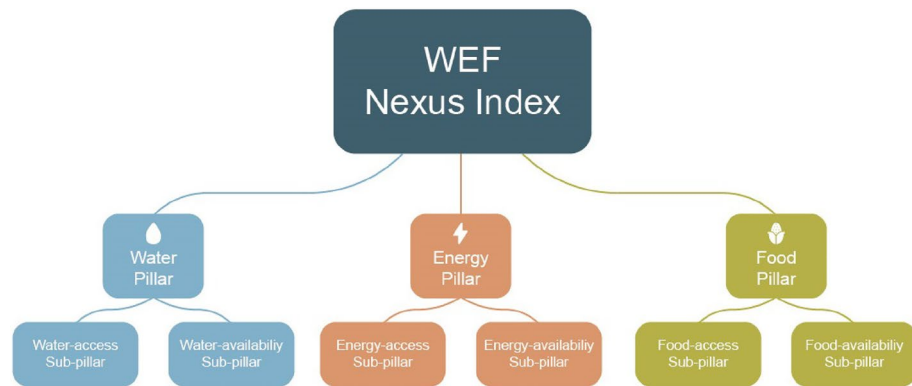 WEF
Nexus Index
Water
Pillar
Energy
Pillar
Food
Pillar
Water-access
Sub-pillar
Water-availabiliy
Sub-pillar
Energy-access
Sub-pillar
Energy-availabiliy
Sub-pillar
Food-access
Sub-pillar
Food-availabiliy
Sub-pillar